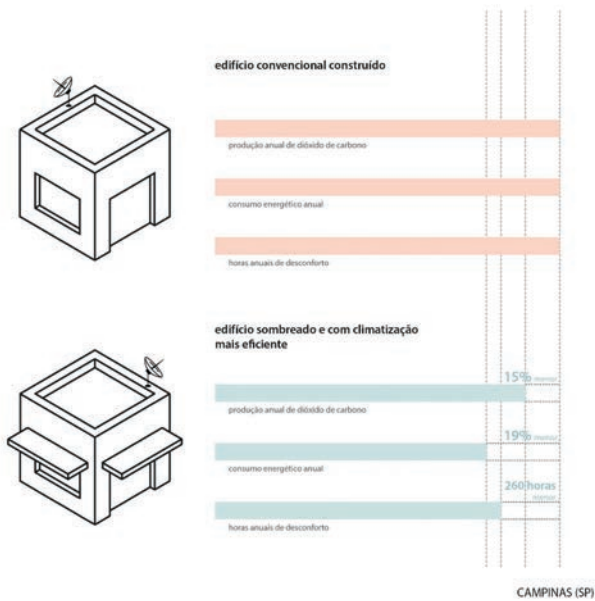 edifício convencional construído
produção anual de dióxido de carbono
consumo energético anual
horas anuais de desconforto
edifício sombreado e com climatização
mais eficiente
15% menor
produção anual de dióxido de carbono
19% menor
consumo energético anual
260 horas
menor
horas anuais de desconforto
CAMPINAS (SP)